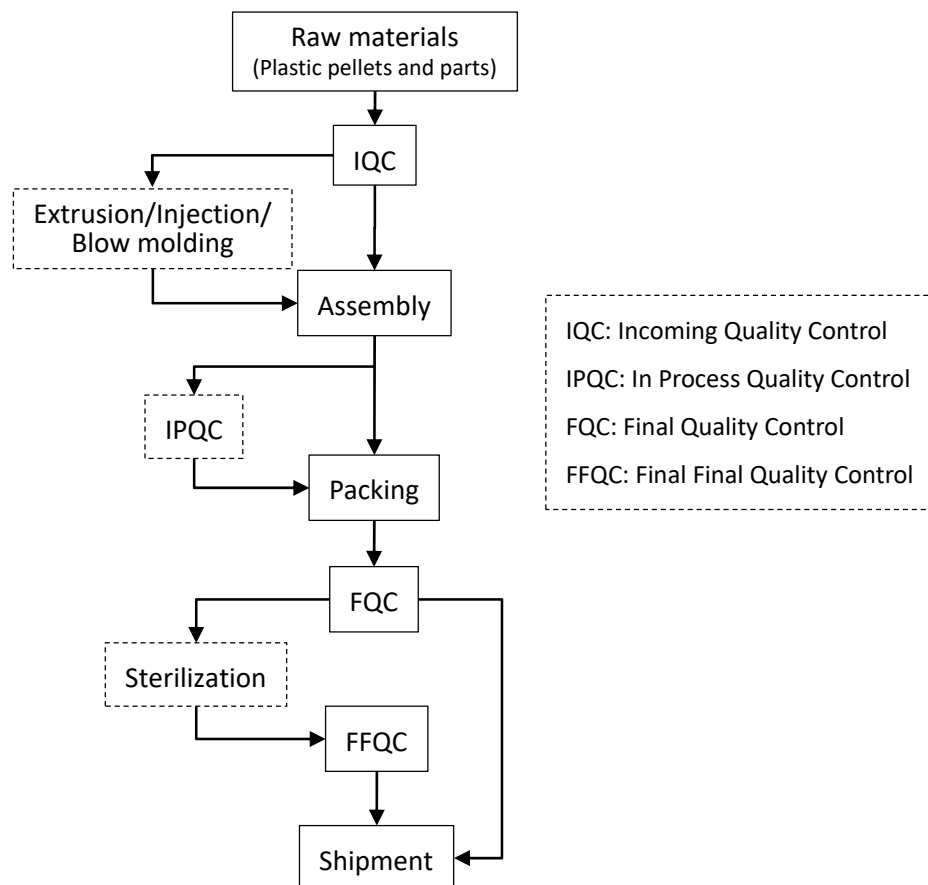 Raw materials
(Plastic pellets and parts)
IQC
Extrusion/Injection/
Blow molding
Assembly
IPQC
Packing
FQC
Sterilization
FFQC
Shipment
IQC: Incoming Quality Control
IPQC: In Process Quality Control
FQC: Final Quality Control
FFQC: Final Final Quality Control